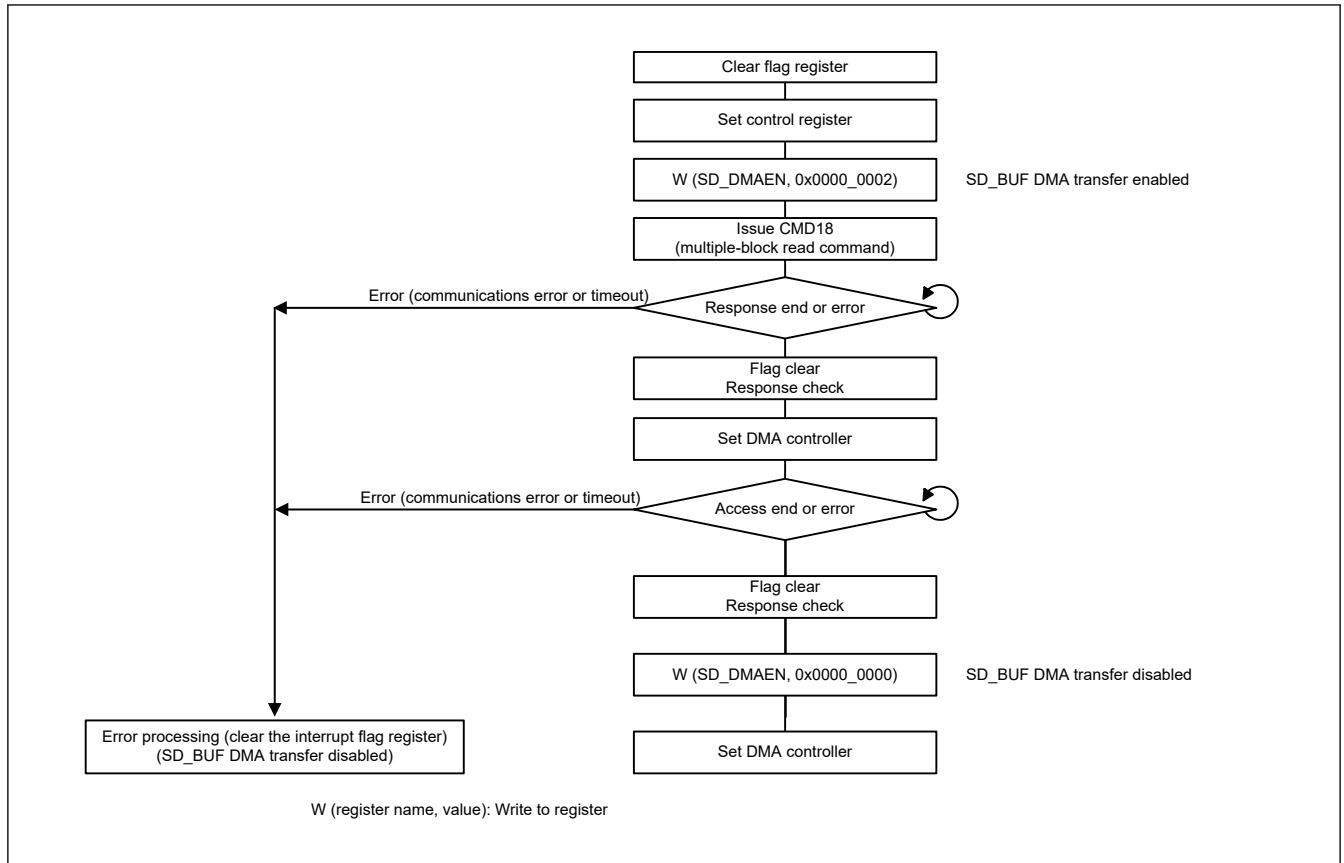 Clear flag register
Set control register
W (SD_DMAEN, 0x0000_0002)
SD_BUF DMA transfer enabled
Issue CMD18
(multiple-block read command)
Error (communications error or timeout)
Response end or error
Flag clear
Response check
Set DMA controller
Error (communications error or timeout)
Access end or error
Flag clear
Response check
W (SD_DMAEN, 0x0000_0000)
SD_BUF DMA transfer disabled
Error processing (clear the interrupt flag register)
(SD_BUF DMA transfer disabled)
Set DMA controller
W (register name, value): Write to register